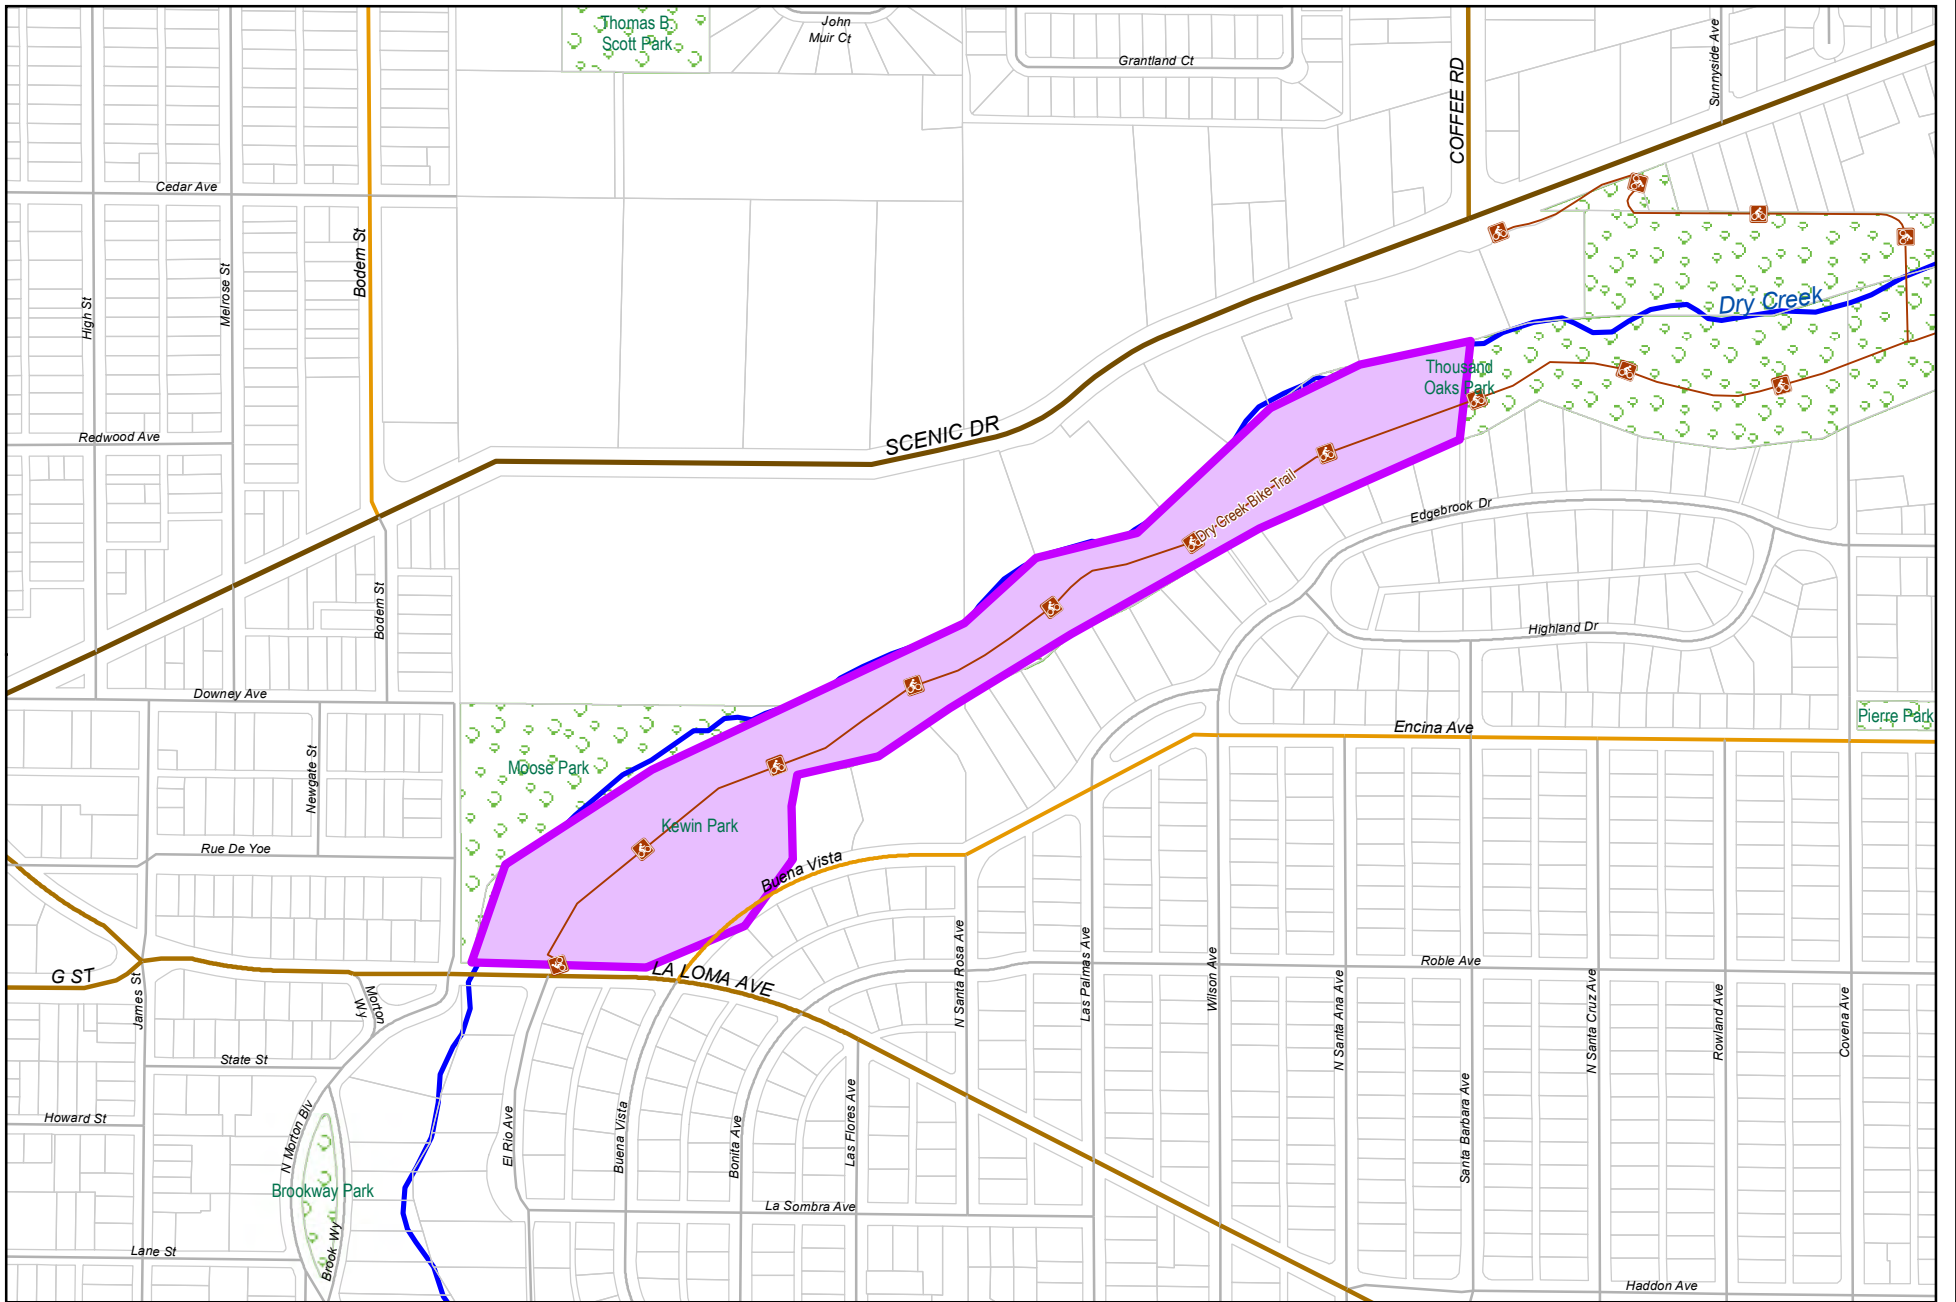 Thomas B.
Scott Park
John
Muir Ct
Grantland Ct
COFFEE RD
Sunnyside Ave
Cedar Ave
Bodem St
Melrose St
High St
Dry Creek
Thousand
Oaks Park
SCENIC DR
Redwood Ave
Dry Creek Bike Trail
Edgebrook Dr
Bodem St
Highland Dr
Downey Ave
Encina Ave
Pierre Park
Newgate St
Moose Park
Kewin Park
Rue De Yoe
Buena Vista
G ST
James St
Morton
Wy
LA LOMA AVE
N Santa Rosa Ave
Las Palmas Ave
Wilson Ave
Roble Ave
N Santa Ana Ave
N Santa Cruz Ave
Rowland Ave
Covena Ave
State St
Howard St
N Morton Blv
El Rio Ave
Buena Vista
Bonita Ave
Las Flores Ave
Santa Barbara Ave
Brookway Park
La Sombra Ave
Brook Wy
Lane St
Haddon Ave